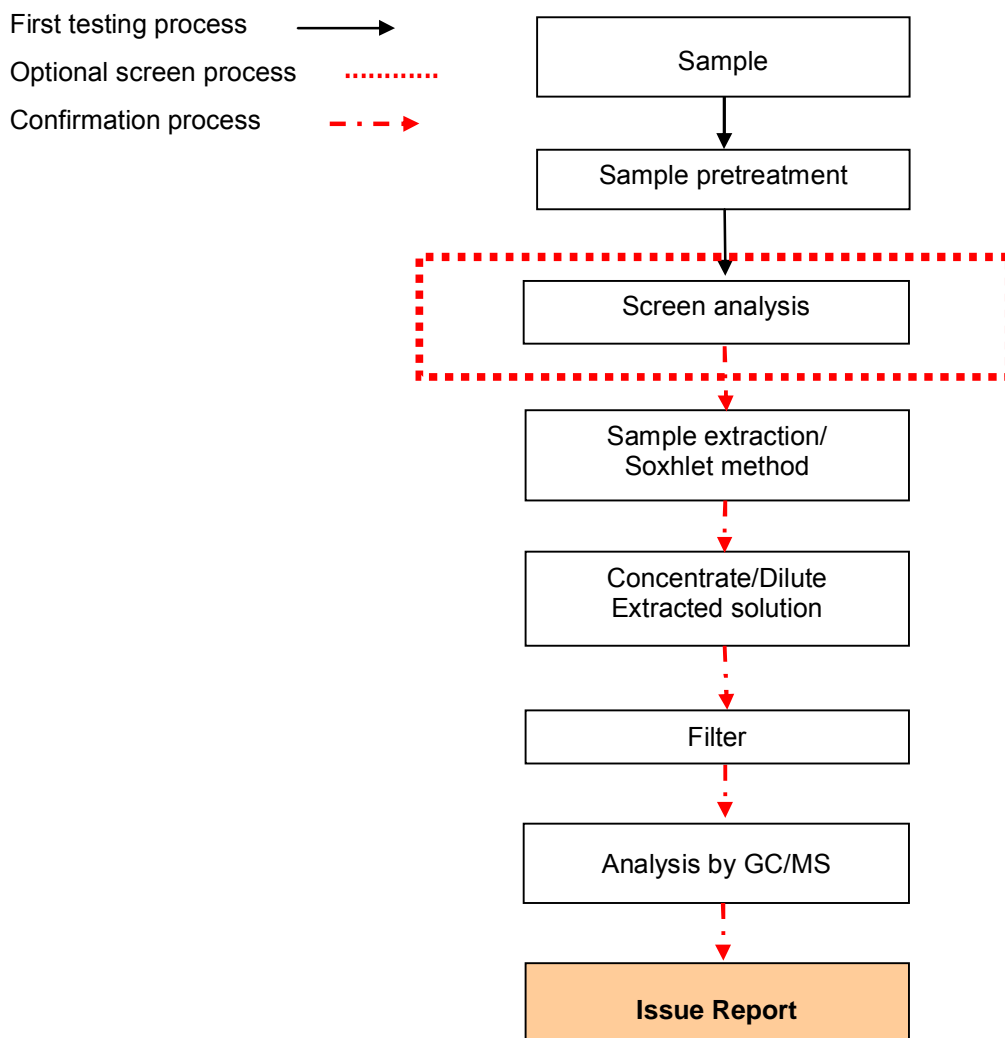 First testing process
Optional screen process
Confirmation process
Sample
Sample pretreatment
Screen analysis
Sample extraction/
Soxhlet method
Concentrate/Dilute
Extracted solution
Filter
Analysis by GC/MS
Issue Report